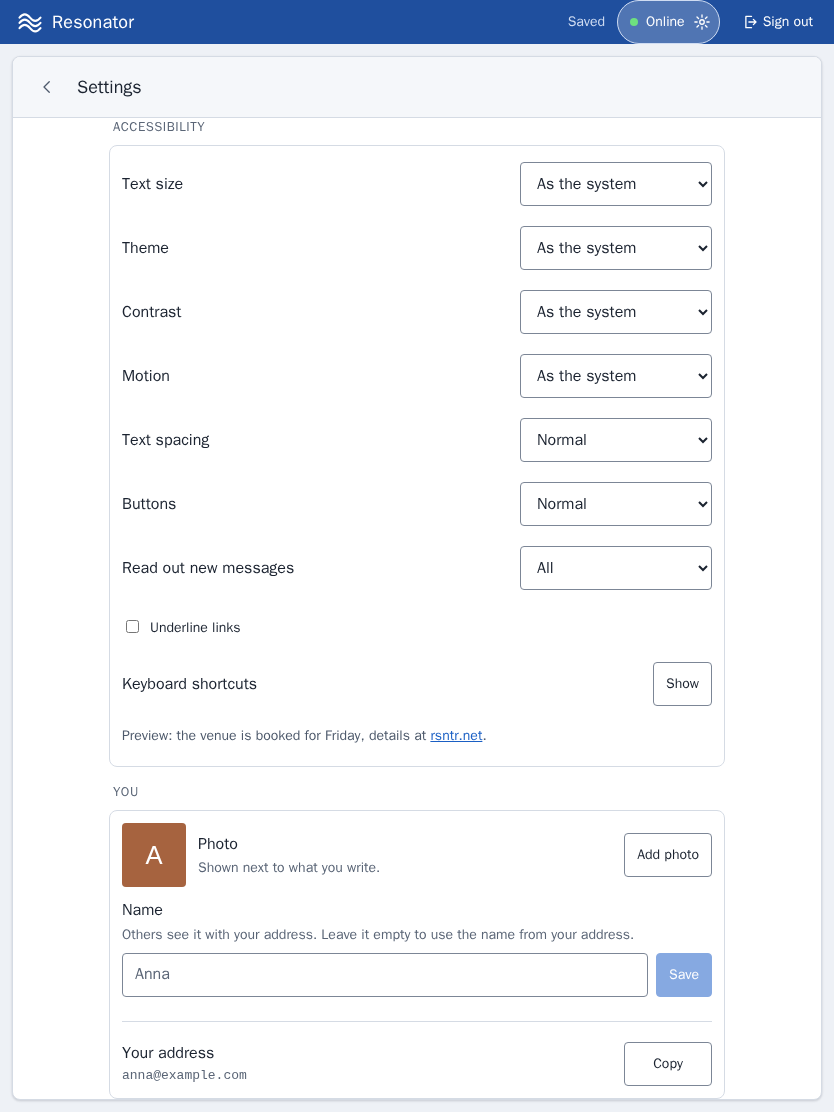 Resonator
Saved
Online
Sign out
Settings
ACCESSIBILITY
Text size
As the system
Theme
As the system
Contrast
As the system
Motion
As the system
Text spacing
Normal
Buttons
Normal
Read out new messages
All
Underline links
Keyboard shortcuts
Show
Preview: the venue is booked for Friday, details at rsntr.net.
YOU
A
Photo
Shown next to what you write.
Add photo
Name
Others see it with your address. Leave it empty to use the name from your address.
Anna
Save
Your address
anna@example.com
Copy